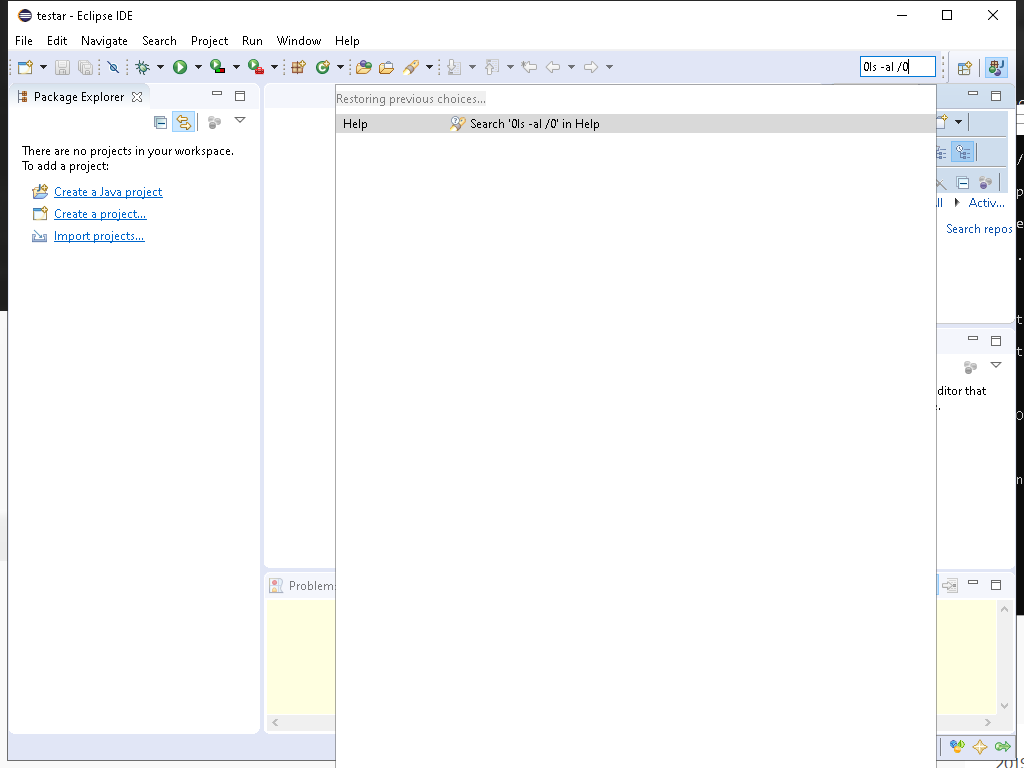 testar - Eclipse IDE
File Edit Navigate Search Project Run Window Help
0ls -al /0
Package Explorer
Restoring previous choices...
Help Search '0ls -al /0' in Help
There are no projects in your workspace.
To add a project:
Create a Java project
Create a project...
Import projects...
Activ...
Search repos
ditor that
Problem